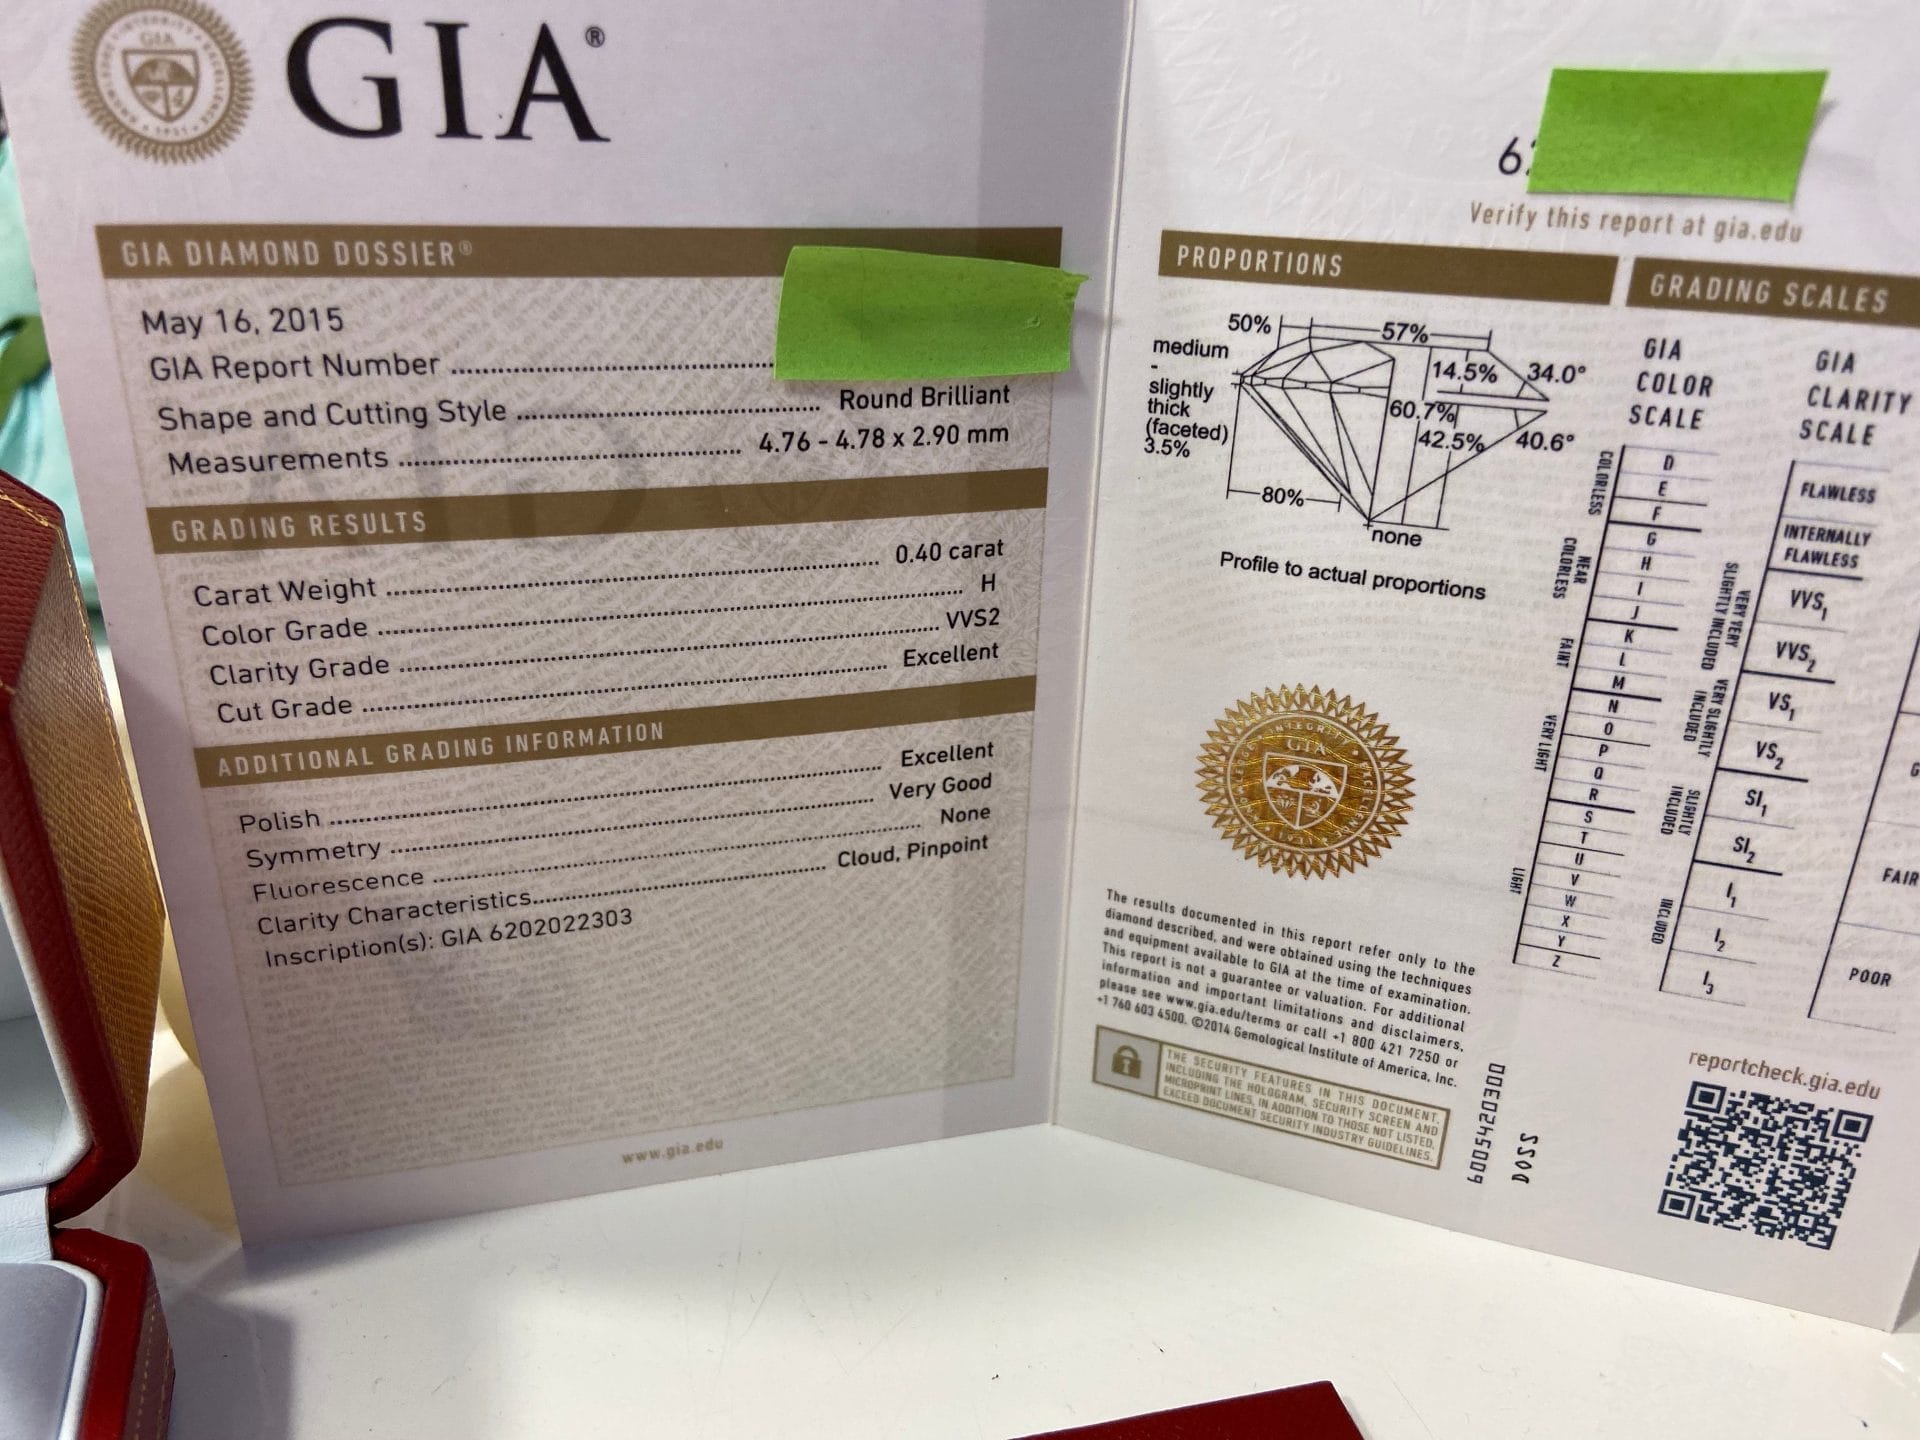 GIA®
GIA DIAMOND DOSSIER®
May 16, 2015
GIA Report Number
Shape and Cutting Style Round Brilliant
Measurements 4.76 - 4.78 x 2.90 mm
GRADING RESULTS
Carat Weight 0.40 carat
Color Grade H
Clarity Grade VVS2
Cut Grade Excellent
ADDITIONAL GRADING INFORMATION
Polish Excellent
Symmetry Very Good
Fluorescence None
Clarity Characteristics Cloud, Pinpoint
Inscription(s): GIA 6202022303
www.gia.edu
6
Verify this report at gia.edu
PROPORTIONS
50%
57%
medium
-
slightly
thick
(faceted)
3.5%
14.5%
34.0°
60.7%
42.5%
40.6°
80%
none
Profile to actual proportions
GIA
The results documented in this report refer only to the
diamond described, and were obtained using the techniques
and equipment available to GIA at the time of examination.
This report is not a guarantee or valuation. For additional
information and important limitations and disclaimers,
please see www.gia.edu/terms or call +1 800 421 7250 or
+1 760 603 4500. ©2014 Gemological Institute of America, Inc.
THE SECURITY FEATURES IN THIS DOCUMENT,
INCLUDING THE HOLOGRAM, SECURITY SCREEN AND
MICROPRINT LINES, IN ADDITION TO THOSE NOT LISTED,
EXCEED DOCUMENT SECURITY INDUSTRY GUIDELINES.
GRADING SCALES
GIA
COLOR
SCALE
COLORLESS
D
E
F
NEAR
COLORLESS
G
H
I
J
FAINT
K
L
M
VERY LIGHT
N
O
P
Q
R
LIGHT
S
T
U
V
W
X
Y
Z
GIA
CLARITY
SCALE
FLAWLESS
INTERNALLY
FLAWLESS
VERY VERY
SLIGHTLY INCLUDED
VVS1
VVS2
VERY SLIGHTLY
INCLUDED
VS1
VS2
SLIGHTLY
INCLUDED
SI1
SI2
INCLUDED
I1
I2
I3
G
FAIR
POOR
reportcheck.gia.edu